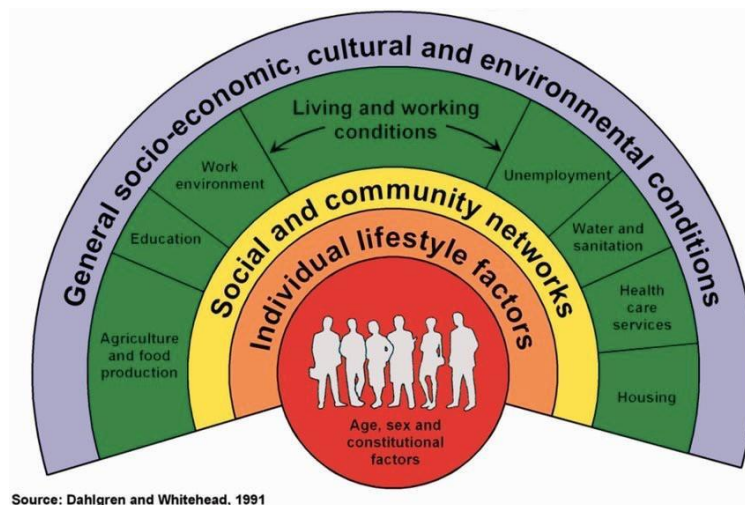 General socio-economic, cultural and environmental conditions
Living and working
conditions
Work
environment
Education
Agriculture
and food
production
Unemployment
Water and
sanitation
Health
care
services
Housing
Social and community networks
Individual lifestyle factors
Age, sex and
constitutional
factors
Source: Dahlgren and Whitehead, 1991